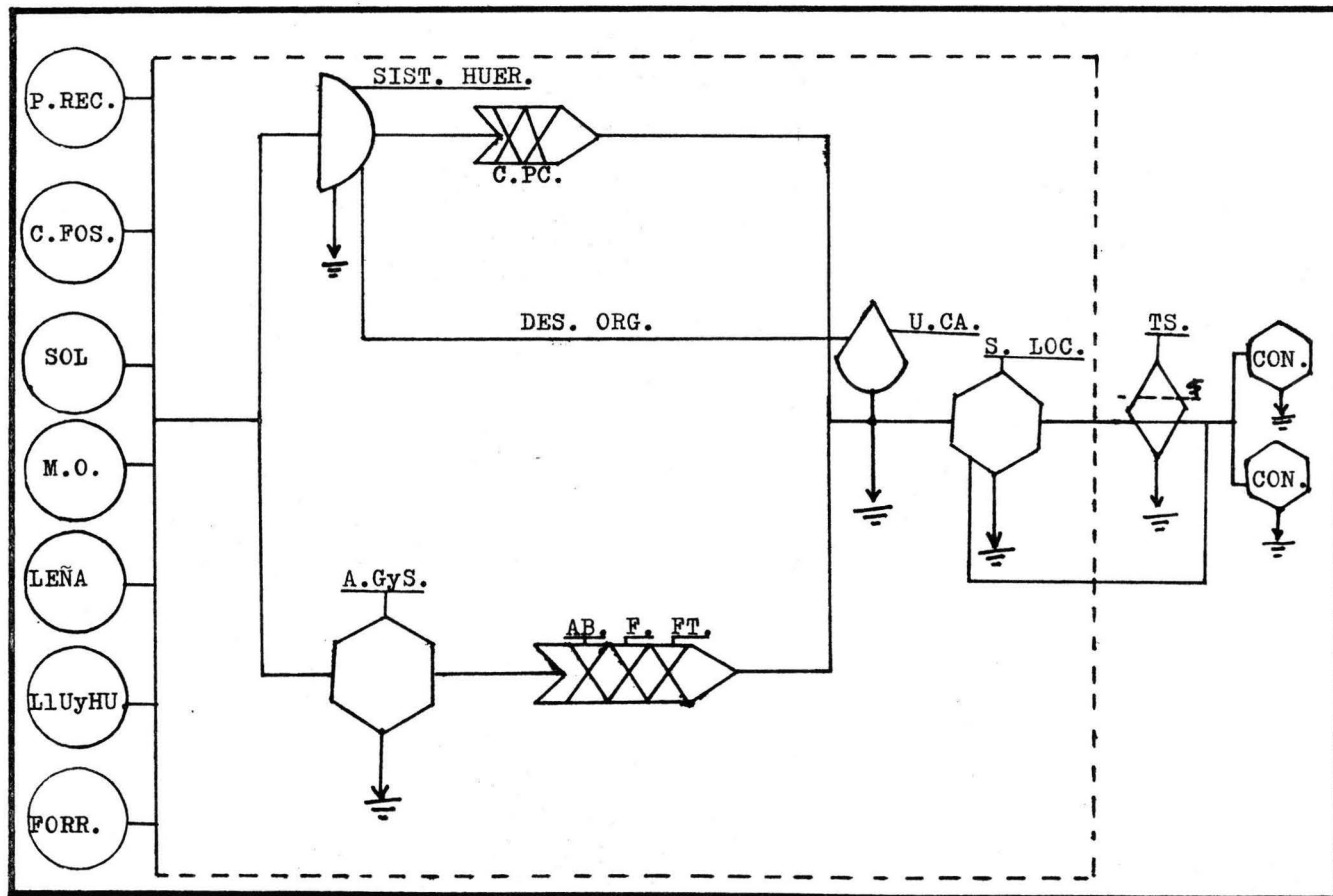 P.REC.
C.FOS.
SOL
M.O.
LEÑA
LlUyHU.
FORR.
SIST. HUER.
C.PC.
DES. ORG.
U.CA.
S. LOC.
TS.
CON.
CON.
A.GyS.
AB. F. FT.